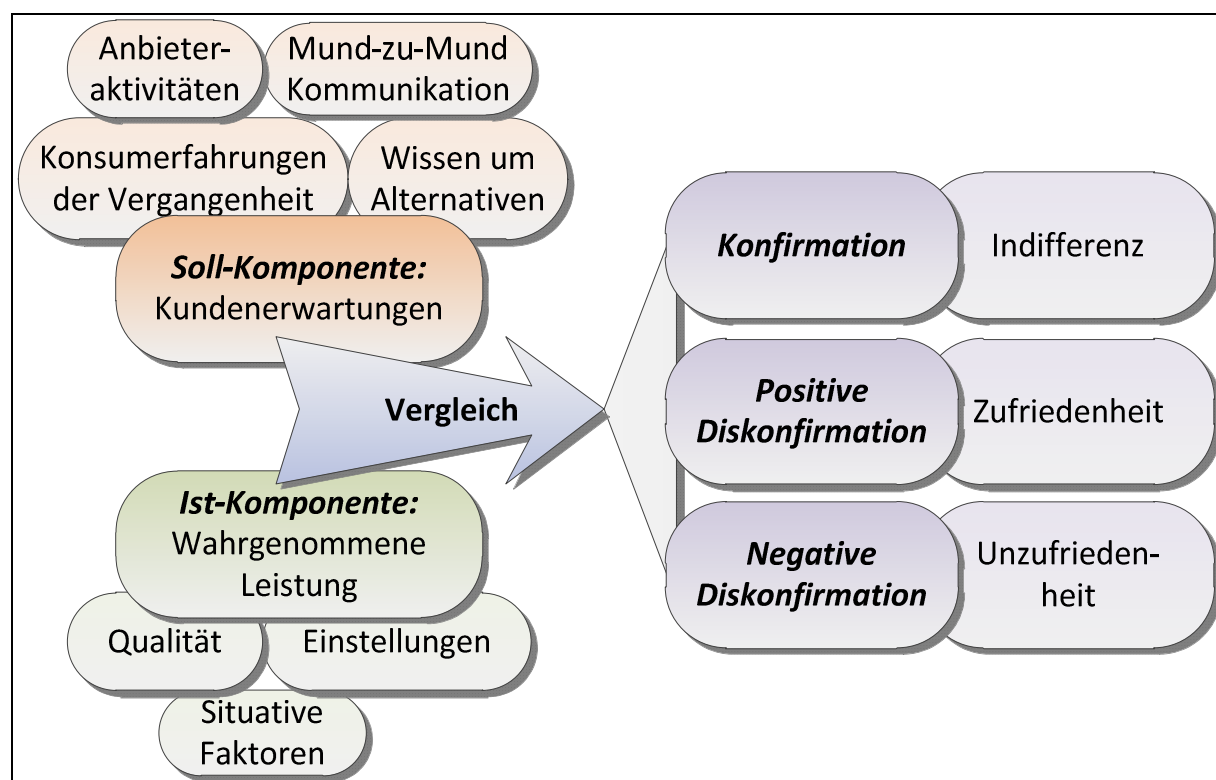 Anbieter-
aktivitäten
Mund-zu-Mund
Kommunikation
Konsumerfahrungen
der Vergangenheit
Wissen um
Alternativen
Soll-Komponente:
Kundenerwartungen
Vergleich
Ist-Komponente:
Wahrgenommene
Leistung
Qualität
Einstellungen
Situative
Faktoren
Konfirmation
Indifferenz
Positive
Diskonfirmation
Zufriedenheit
Negative
Diskonfirmation
Unzufrieden-
heit